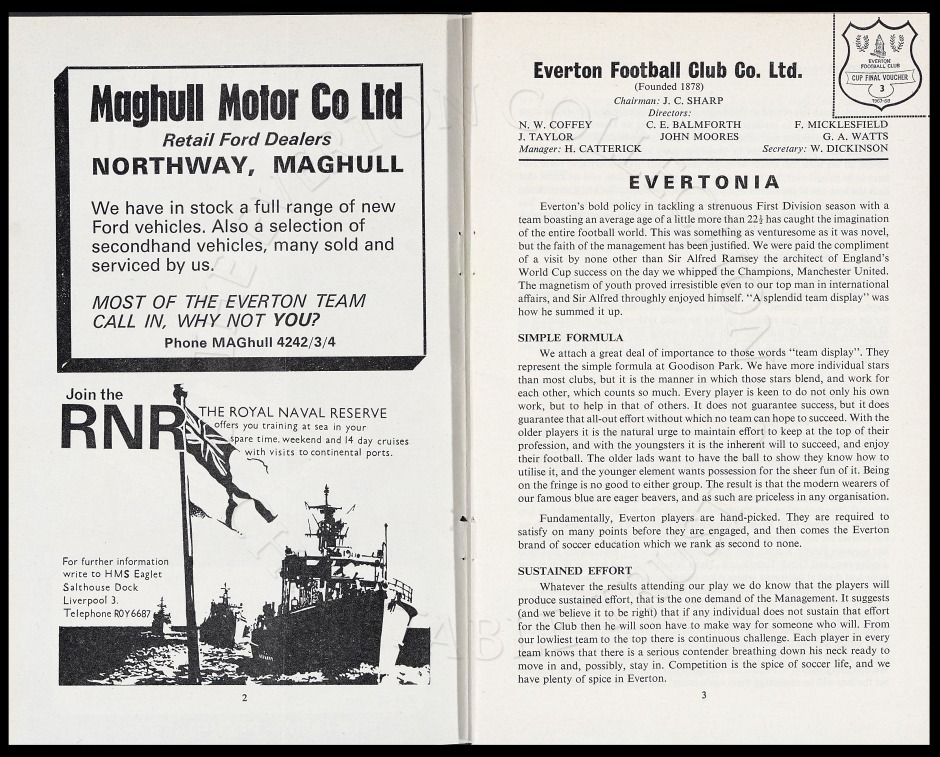 Maghull Motor Co Ltd
Retail Ford Dealers
NORTHWAY, MAGHULL
We have in stock a full range of new
Ford vehicles. Also a selection of
secondhand vehicles, many sold and
serviced by us.
MOST OF THE EVERTON TEAM
CALL IN, WHY NOT YOU?
Phone MAGhull 4242/3/4
Join the
RNR
THE ROYAL NAVAL RESERVE
offers you training at sea in your
spare time, weekend and 14 day cruises
with visits to continental ports.
For further information
write to HMS Eaglet
Salthouse Dock
Liverpool 3.
Telephone ROY6687
2
Everton Football Club Co. Ltd.
(Founded 1878)
Chairman: J. C. SHARP
Directors:
N. W. COFFEY C. E. BALMFORTH F. MICKLESFIELD
J. TAYLOR JOHN MOORES G. A. WATTS
Manager: H. CATTERICK Secretary: W. DICKINSON
EVERTON
FOOTBALL CLUB
CUP FINAL VOUCHER
3
1967-68
EVERTONIA
Everton's bold policy in tackling a strenuous First Division season with a
team boasting an average age of a little more than 22½ has caught the imagination
of the entire football world. This was something as venturesome as it was novel,
but the faith of the management has been justified. We were paid the compliment
of a visit by none other than Sir Alfred Ramsey the architect of England's
World Cup success on the day we whipped the Champions, Manchester United.
The magnetism of youth proved irresistible even to our top man in international
affairs, and Sir Alfred throughly enjoyed himself. "A splendid team display" was
how he summed it up.
SIMPLE FORMULA
We attach a great deal of importance to those words "team display". They
represent the simple formula at Goodison Park. We have more individual stars
than most clubs, but it is the manner in which those stars blend, and work for
each other, which counts so much. Every player is keen to do not only his own
work, but to help in that of others. It does not guarantee success, but it does
guarantee that all-out effort without which no team can hope to succeed. With the
older players it is the natural urge to maintain effort to keep at the top of their
profession, and with the youngsters it is the inherent will to succeed, and enjoy
their football. The older lads want to have the ball to show they know how to
utilise it, and the younger element wants possession for the sheer fun of it. Being
on the fringe is no good to either group. The result is that the modern wearers of
our famous blue are eager beavers, and as such are priceless in any organisation.
Fundamentally, Everton players are hand-picked. They are required to
satisfy on many points before they are engaged, and then comes the Everton
brand of soccer education which we rank as second to none.
SUSTAINED EFFORT
Whatever the results attending our play we do know that the players will
produce sustained effort, that is the one demand of the Management. It suggests
(and we believe it to be right) that if any individual does not sustain that effort
for the Club then he will soon have to make way for someone who will. From
our lowliest team to the top there is continuous challenge. Each player in every
team knows that there is a serious contender breathing down his neck ready to
move in and, possibly, stay in. Competition is the spice of soccer life, and we
have plenty of spice in Everton.
3